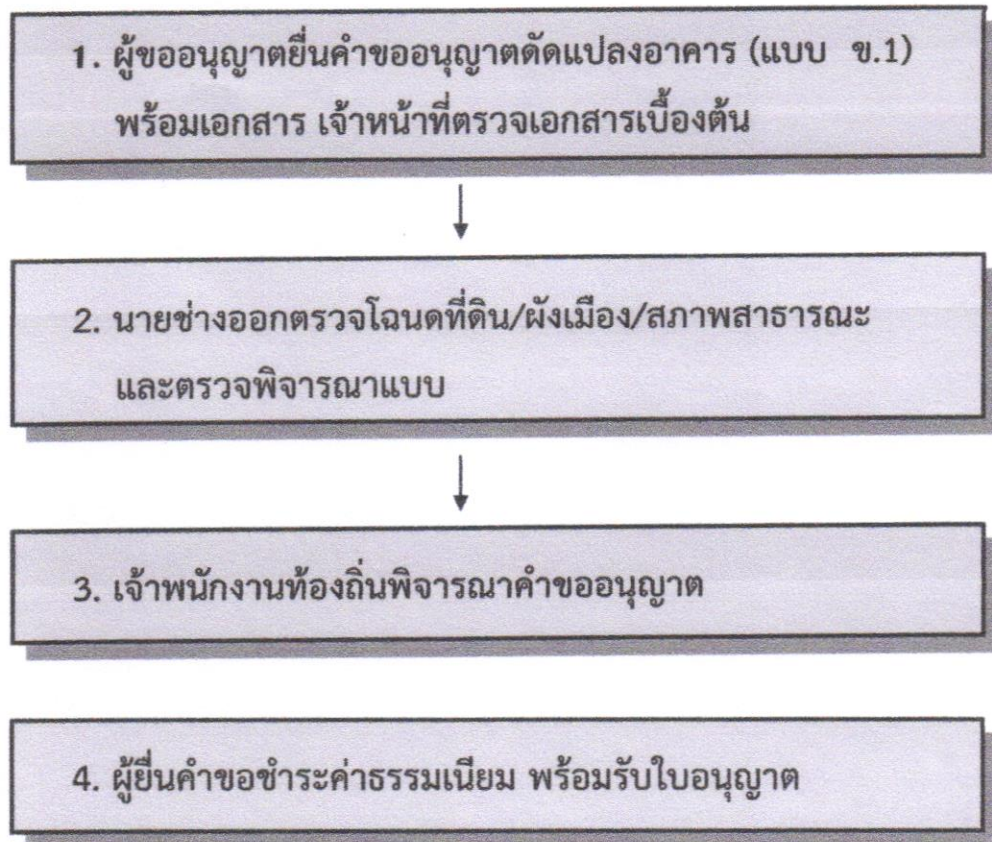 1. ผู้ขออนุญาตยื่นคำขออนุญาตดัดแปลงอาคาร (แบบ ข.1)
พร้อมเอกสาร เจ้าหน้าที่ตรวจเอกสารเบื้องต้น
2. นายช่างออกตรวจโฉนดที่ดิน/ผังเมือง/สภาพสาธารณะ
และตรวจพิจารณาแบบ
3. เจ้าพนักงานท้องถิ่นพิจารณาคำขออนุญาต
4. ผู้ยื่นคำขอชำระค่าธรรมเนียม พร้อมรับใบอนุญาต